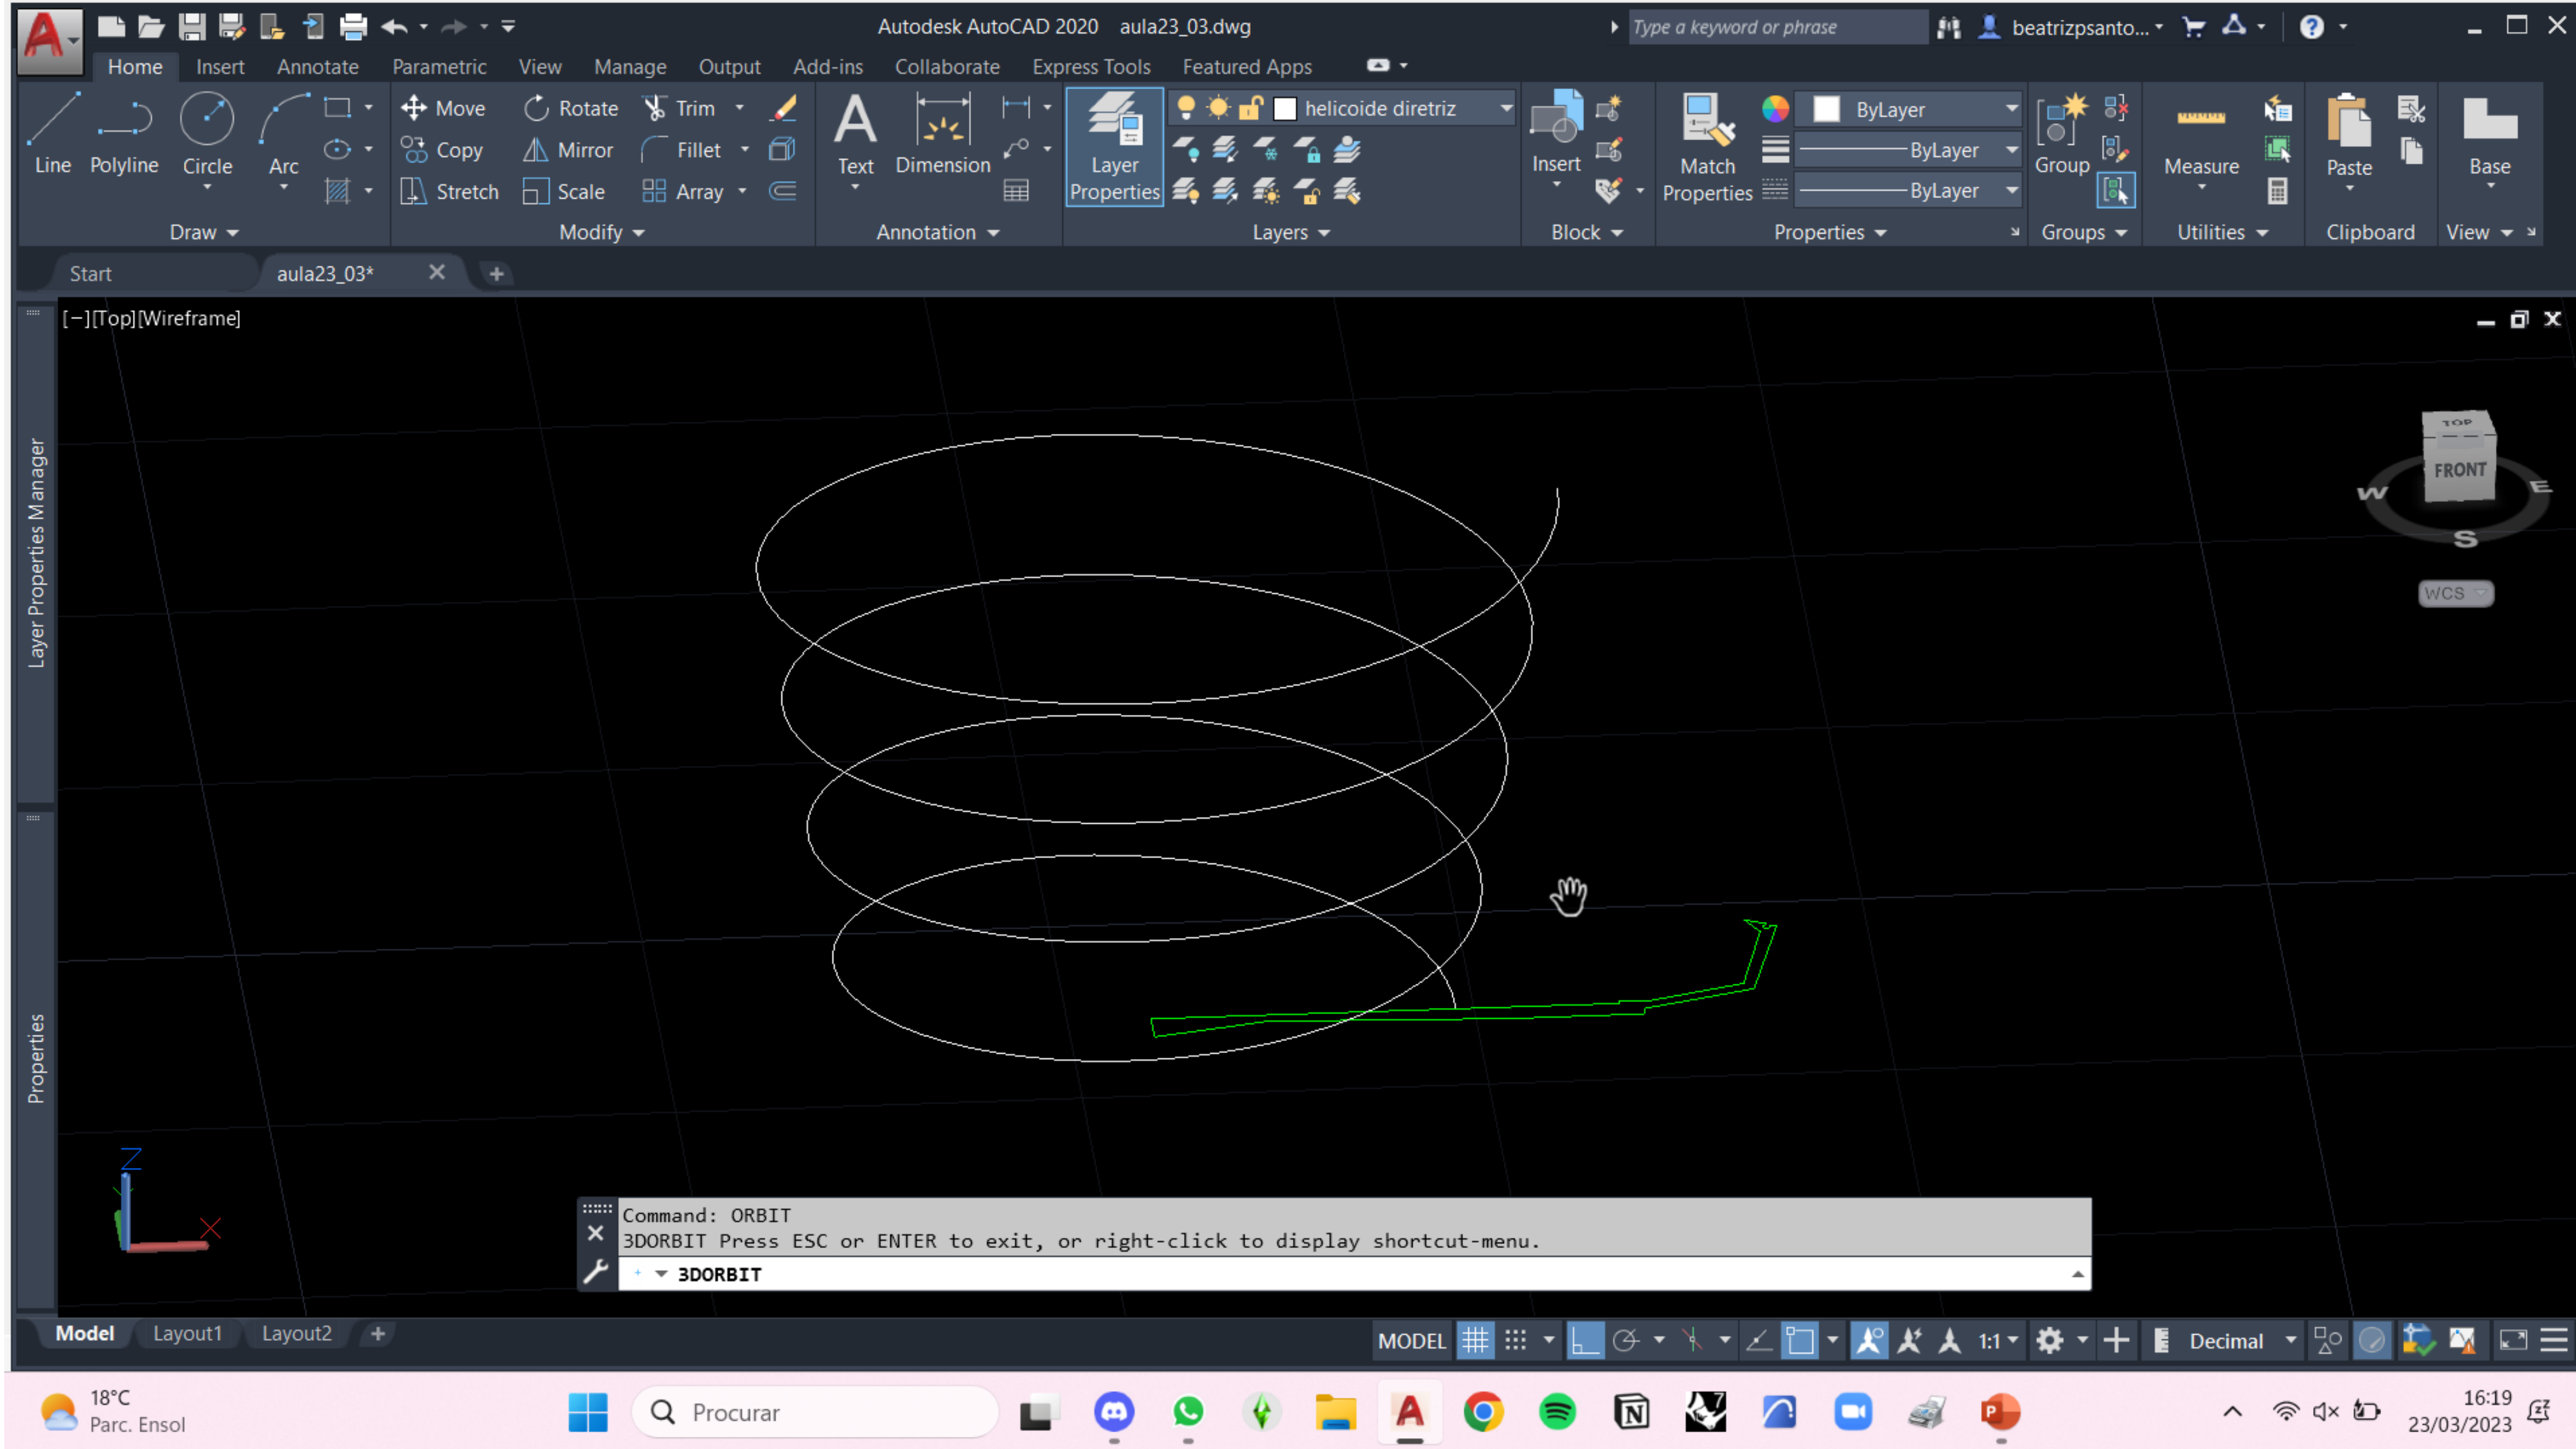 Autodesk AutoCAD 2020 aula23_03.dwg
Type a keyword or phrase
beatrizpsanto...
Home Insert Annotate Parametric View Manage Output Add-ins Collaborate Express Tools Featured Apps
Line Polyline Circle Arc
Move Rotate Trim
Copy Mirror Fillet
Stretch Scale Array
Text Dimension
Layer Properties
helicoide diretriz
Insert
Match Properties
ByLayer
ByLayer
ByLayer
Group
Measure
Paste
Base
Draw Modify Annotation Layers Block Properties Groups Utilities Clipboard View
Start aula23_03*
[−][Top][Wireframe]
Layer Properties Manager
Properties
TOP
FRONT
W E
S
WCS
Z
Y
X
Command: ORBIT
3DORBIT Press ESC or ENTER to exit, or right-click to display shortcut-menu.
3DORBIT
Model Layout1 Layout2
MODEL 1:1 Decimal
18°C
Parc. Ensol
Procurar
16:19
23/03/2023